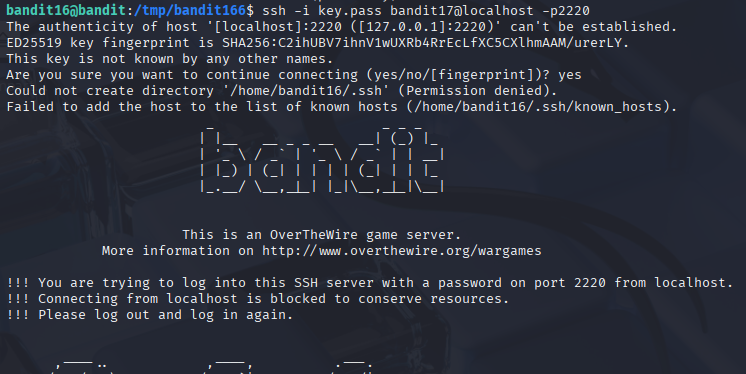 bandit16@bandit:/tmp/bandit166$ ssh -i key.pass bandit17@localhost -p2220
The authenticity of host '[localhost]:2220 ([127.0.0.1]:2220)' can't be established.
ED25519 key fingerprint is SHA256:C2ihUBV7ihnV1wUXRb4RrEcLfXC5CXlhmAAM/urerLY.
This key is not known by any other names.
Are you sure you want to continue connecting (yes/no/[fingerprint])? yes
Could not create directory '/home/bandit16/.ssh' (Permission denied).
Failed to add the host to the list of known hosts (/home/bandit16/.ssh/known_hosts).
bandit
This is an OverTheWire game server.
More information on http://www.overthewire.org/wargames
!!! You are trying to log into this SSH server with a password on port 2220 from localhost.
!!! Connecting from localhost is blocked to conserve resources.
!!! Please log out and log in again.